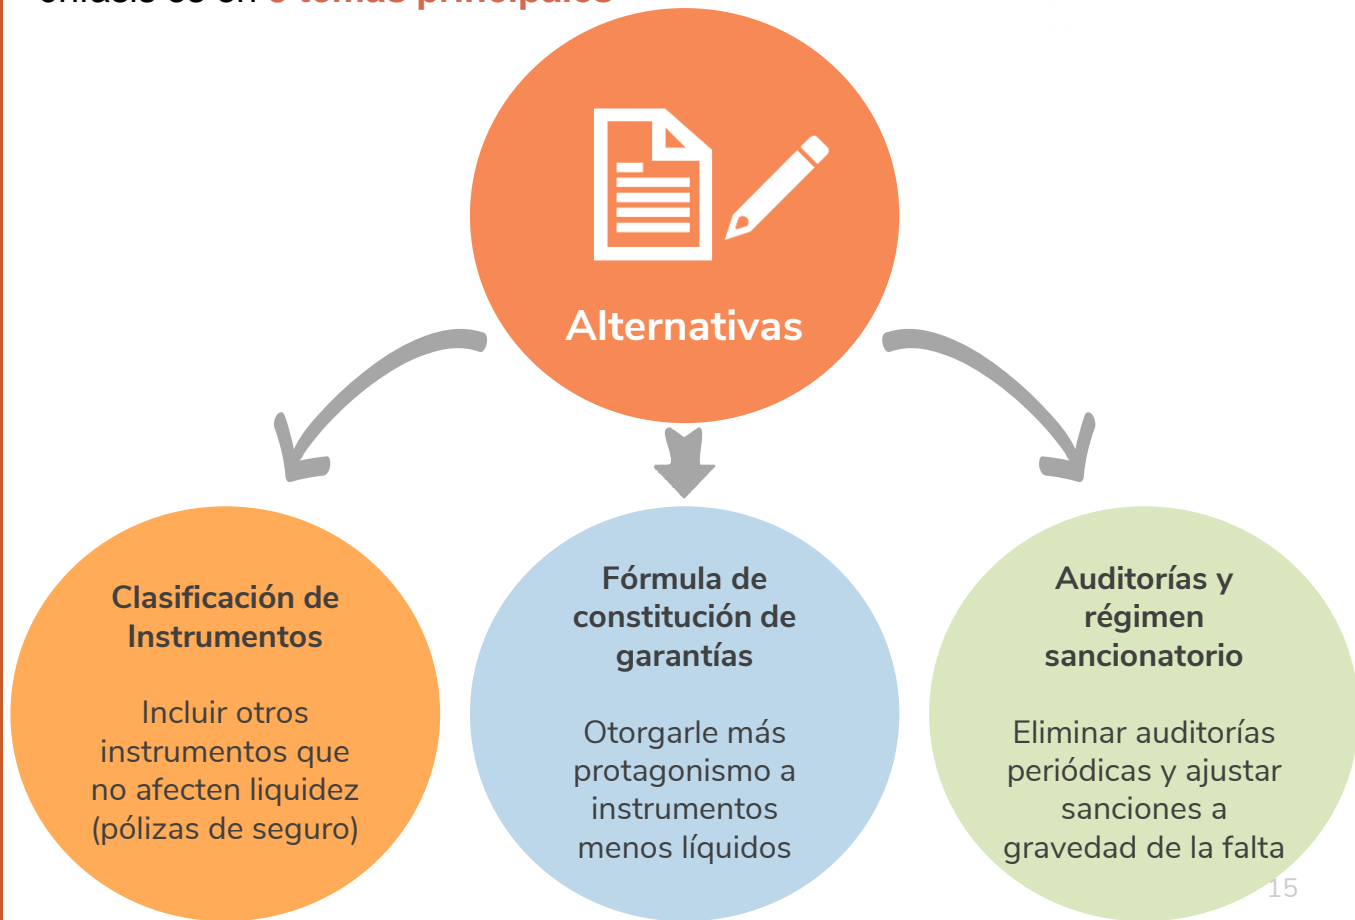 temas principales
Alternativas
Clasificación de
Instrumentos
Incluir otros
instrumentos que
no afecten liquidez
(pólizas de seguro)
Fórmula de
constitución de
garantías
Otorgarle más
protagonismo a
instrumentos
menos líquidos
Auditorías y
régimen
sancionatorio
Eliminar auditorías
periódicas y ajustar
sanciones a
gravedad de la falta
15